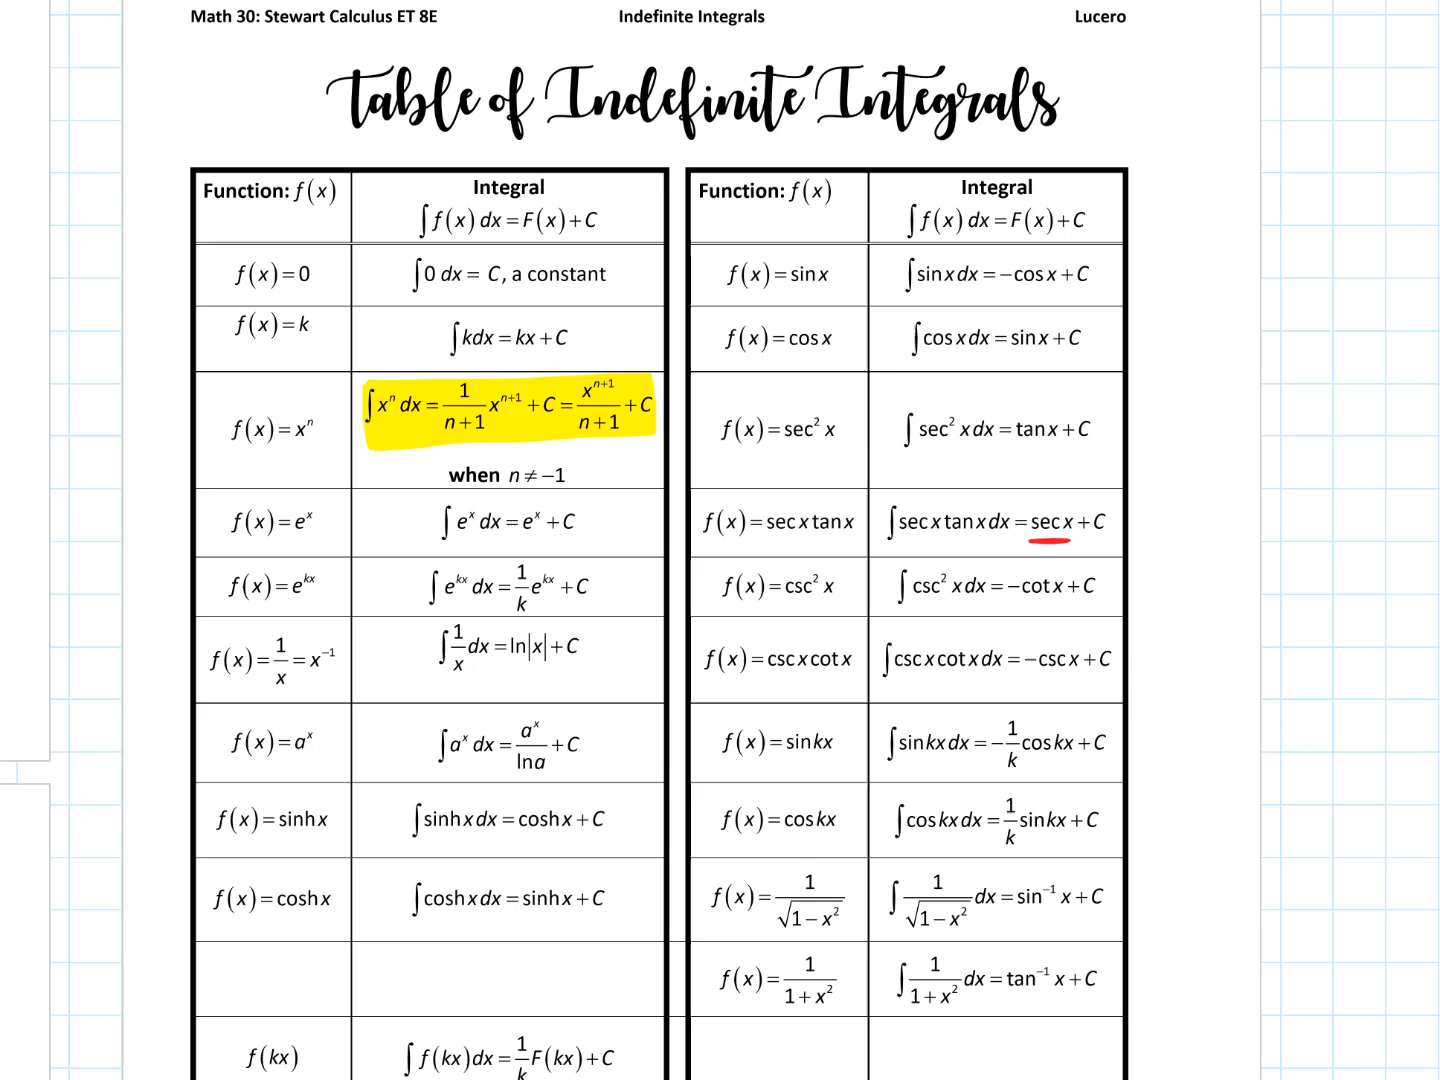 Math 30: Stewart Calculus ET 8E Indefinite Integrals Lucero
Table of Indefinite Integrals
Function: f(x) Integral Function: f(x) Integral
∫f(x) dx = F(x) + C ∫f(x) dx = F(x) + C
f(x) = 0 ∫0 dx = C, a constant f(x) = sin x ∫sin x dx = −cos x + C
f(x) = k ∫kdx = kx + C f(x) = cos x ∫cos x dx = sin x + C
f(x) = xⁿ ∫xⁿ dx = 1/(n+1) xⁿ⁺¹ + C = xⁿ⁺¹/(n+1) + C f(x) = sec² x ∫sec² x dx = tan x + C
when n ≠ −1
f(x) = eˣ ∫eˣ dx = eˣ + C f(x) = sec x tan x ∫sec x tan x dx = sec x + C
f(x) = eᵏˣ ∫eᵏˣ dx = 1/k eᵏˣ + C f(x) = csc² x ∫csc² x dx = −cot x + C
f(x) = 1/x = x⁻¹ ∫1/x dx = ln|x| + C f(x) = csc x cot x ∫csc x cot x dx = −csc x + C
f(x) = aˣ ∫aˣ dx = aˣ/ln a + C f(x) = sin kx ∫sin kx dx = −1/k cos kx + C
f(x) = sinh x ∫sinh x dx = cosh x + C f(x) = cos kx ∫cos kx dx = 1/k sin kx + C
f(x) = cosh x ∫cosh x dx = sinh x + C f(x) = 1/√(1−x²) ∫1/√(1−x²) dx = sin⁻¹ x + C
f(x) = 1/(1+x²) ∫1/(1+x²) dx = tan⁻¹ x + C
f(kx) ∫f(kx)dx = 1/k F(kx) + C